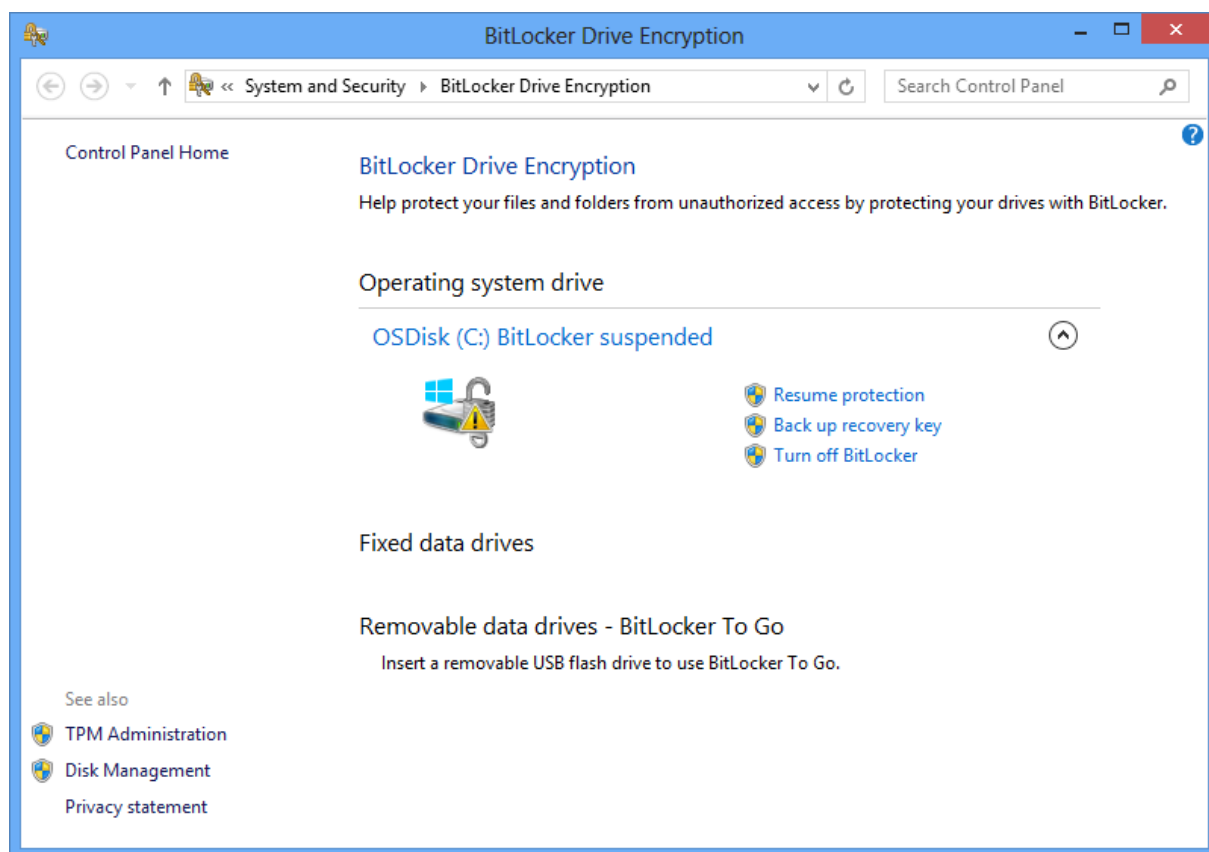 BitLocker Drive Encryption
« System and Security BitLocker Drive Encryption
Search Control Panel
Control Panel Home
BitLocker Drive Encryption
Help protect your files and folders from unauthorized access by protecting your drives with BitLocker.
Operating system drive
OSDisk (C:) BitLocker suspended
Resume protection
Back up recovery key
Turn off BitLocker
Fixed data drives
Removable data drives - BitLocker To Go
Insert a removable USB flash drive to use BitLocker To Go.
See also
TPM Administration
Disk Management
Privacy statement